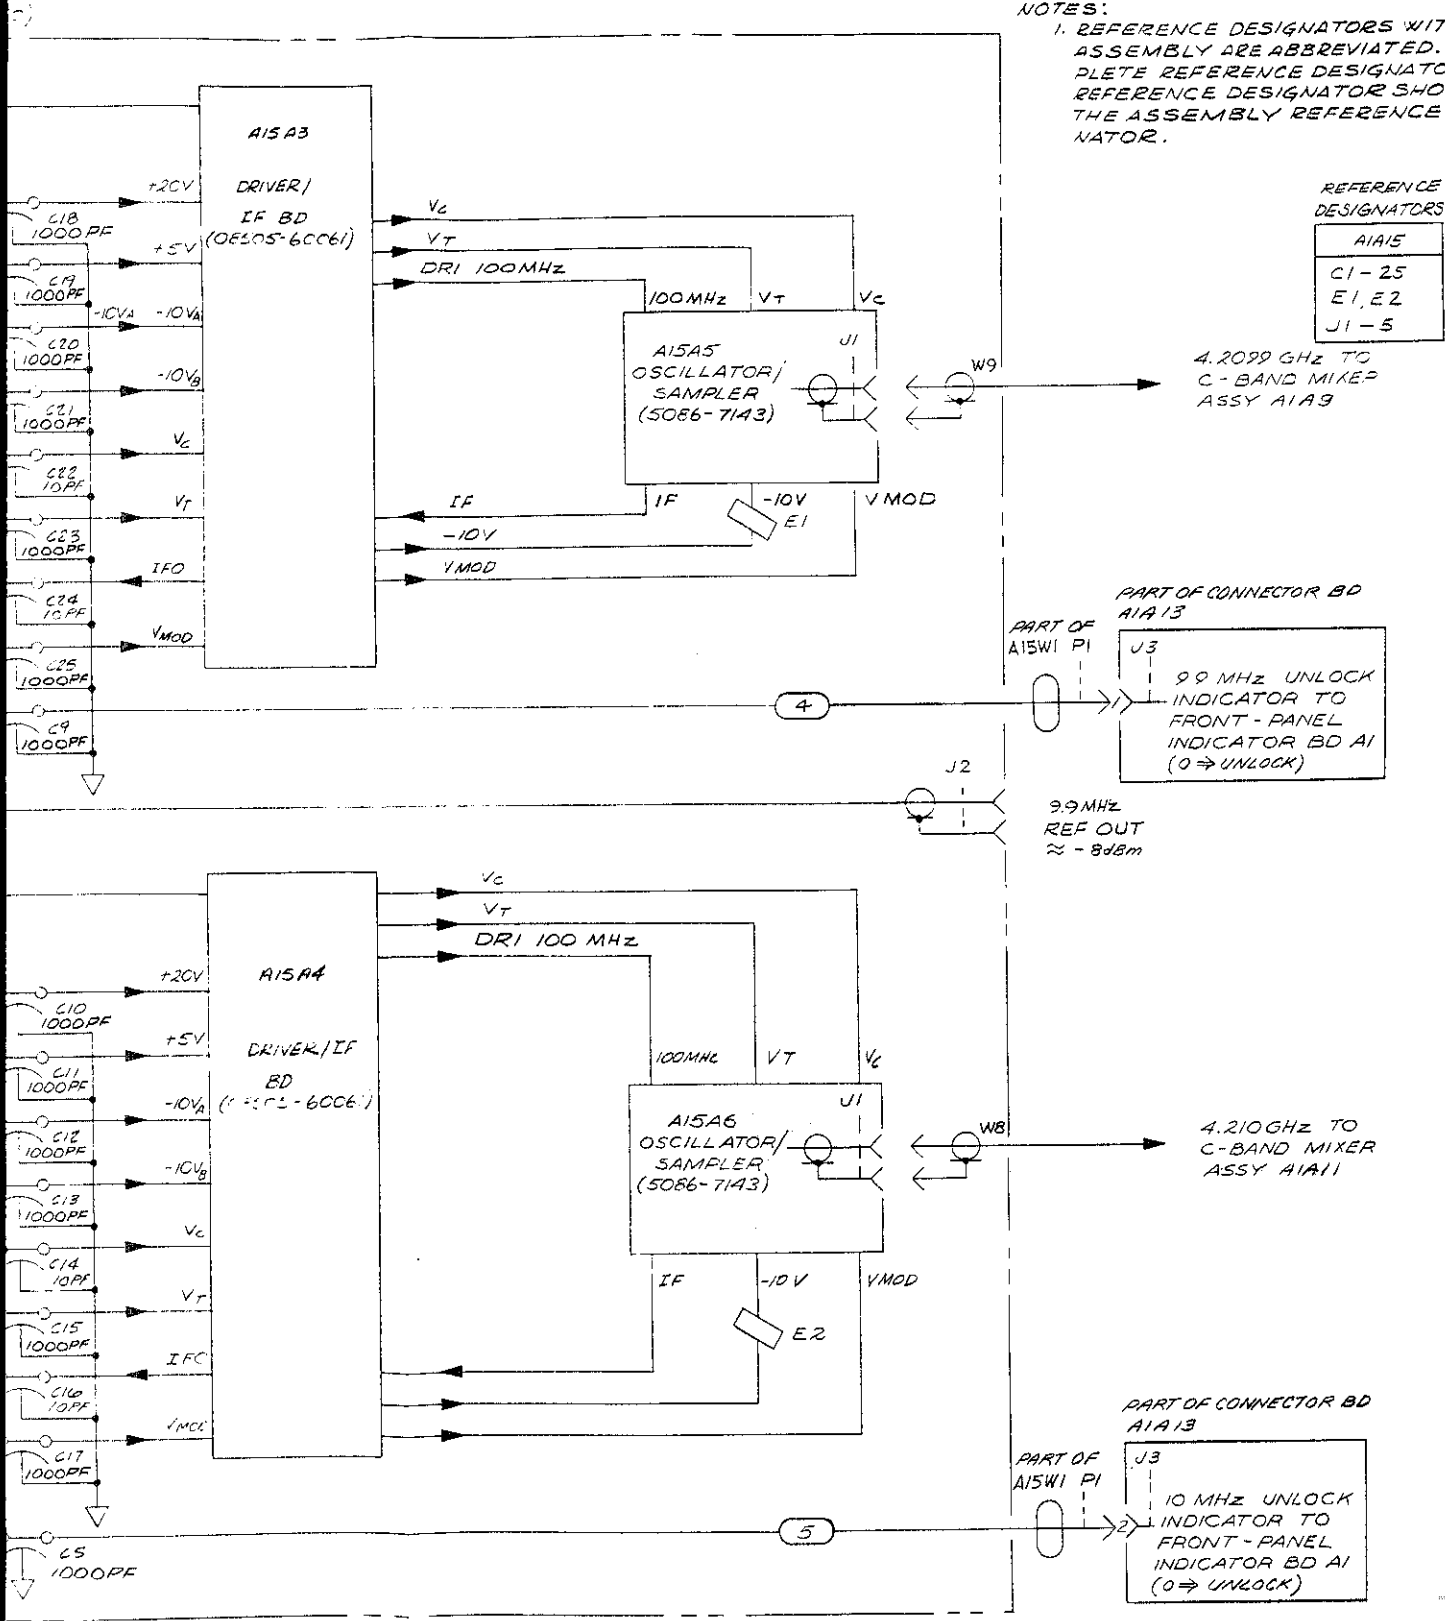 NOTES:
1. REFERENCE DESIGNATORS WIT
ASSEMBLY ARE ABBREVIATED.
PLETE REFERENCE DESIGNATO
REFERENCE DESIGNATOR SHO
THE ASSEMBLY REFERENCE
NATOR.
REFERENCE
DESIGNATORS
A1A15
C1-25
E1, E2
J1-5
A15A3
DRIVER/
IF BD
+20V
C18
1000PF
+5V
C19
1000PF
-10VA
-10VA
C20
1000PF
-10VB
C21
1000PF
VC
C22
10PF
VT
C23
1000PF
IFO
C24
10PF
VMOD
C25
1000PF
C9
1000PF
VC
VT
DR1 100MHz
100MHz
VT
VC
A15A5
OSCILLATOR/
SAMPLER
(5086-7143)
J1
W9
4.2099 GHz TO
C-BAND MIXER
ASSY A1A9
IF
-10V
VMOD
IF
-10V
E1
VMOD
PART OF CONNECTOR BD
A1A13
PART OF
A15W1 P1
J3
1
9.9 MHz UNLOCK
INDICATOR TO
FRONT-PANEL
INDICATOR BD A1
(0⇒UNLOCK)
4
J2
9.9MHz
REF OUT
≈ -8dBm
A15A4
DRIVER/IF
BD
+20V
C10
1000PF
+5V
C11
1000PF
-10VA
C12
1000PF
-10VB
C13
1000PF
VC
C14
10PF
VT
C15
1000PF
C16
10PF
C17
1000PF
VC
VT
DR1 100 MHz
100MHz
VT
VC
A15A6
OSCILLATOR/
SAMPLER
(5086-7143)
J1
W8
4.210GHz TO
C-BAND MIXER
ASSY A1A11
IF
-10V
VMOD
E2
PART OF CONNECTOR BD
A1A13
PART OF
A15W1 P1
J3
2
10 MHz UNLOCK
INDICATOR TO
FRONT-PANEL
INDICATOR BD A1
(0⇒UNLOCK)
5
C5
1000PF